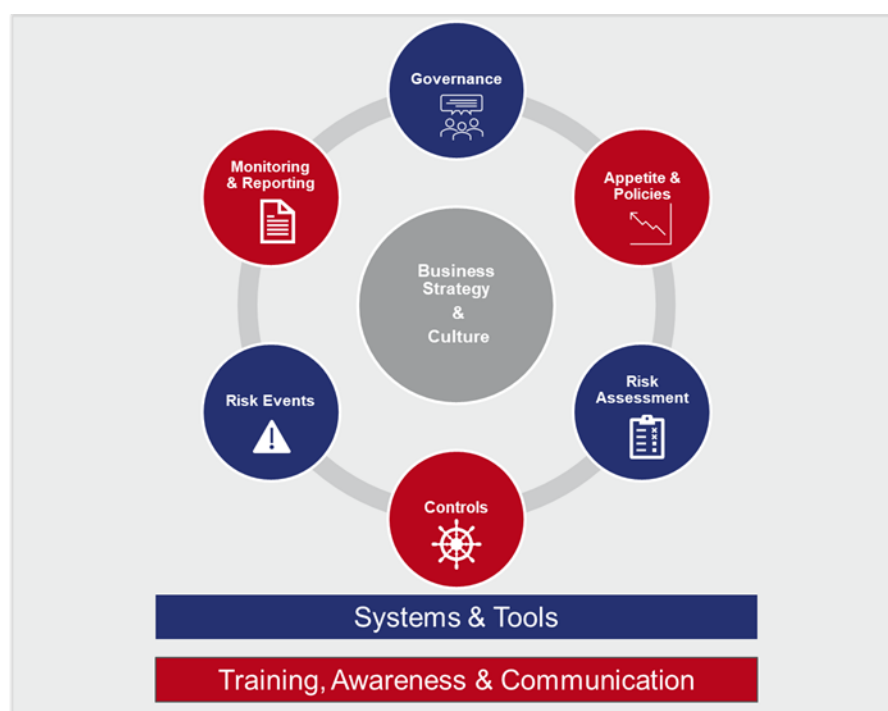 Governance
Monitoring
& Reporting
Appetite &
Policies
Business
Strategy
&
Culture
Risk Events
Risk
Assessment
Controls
Systems & Tools
Training, Awareness & Communication